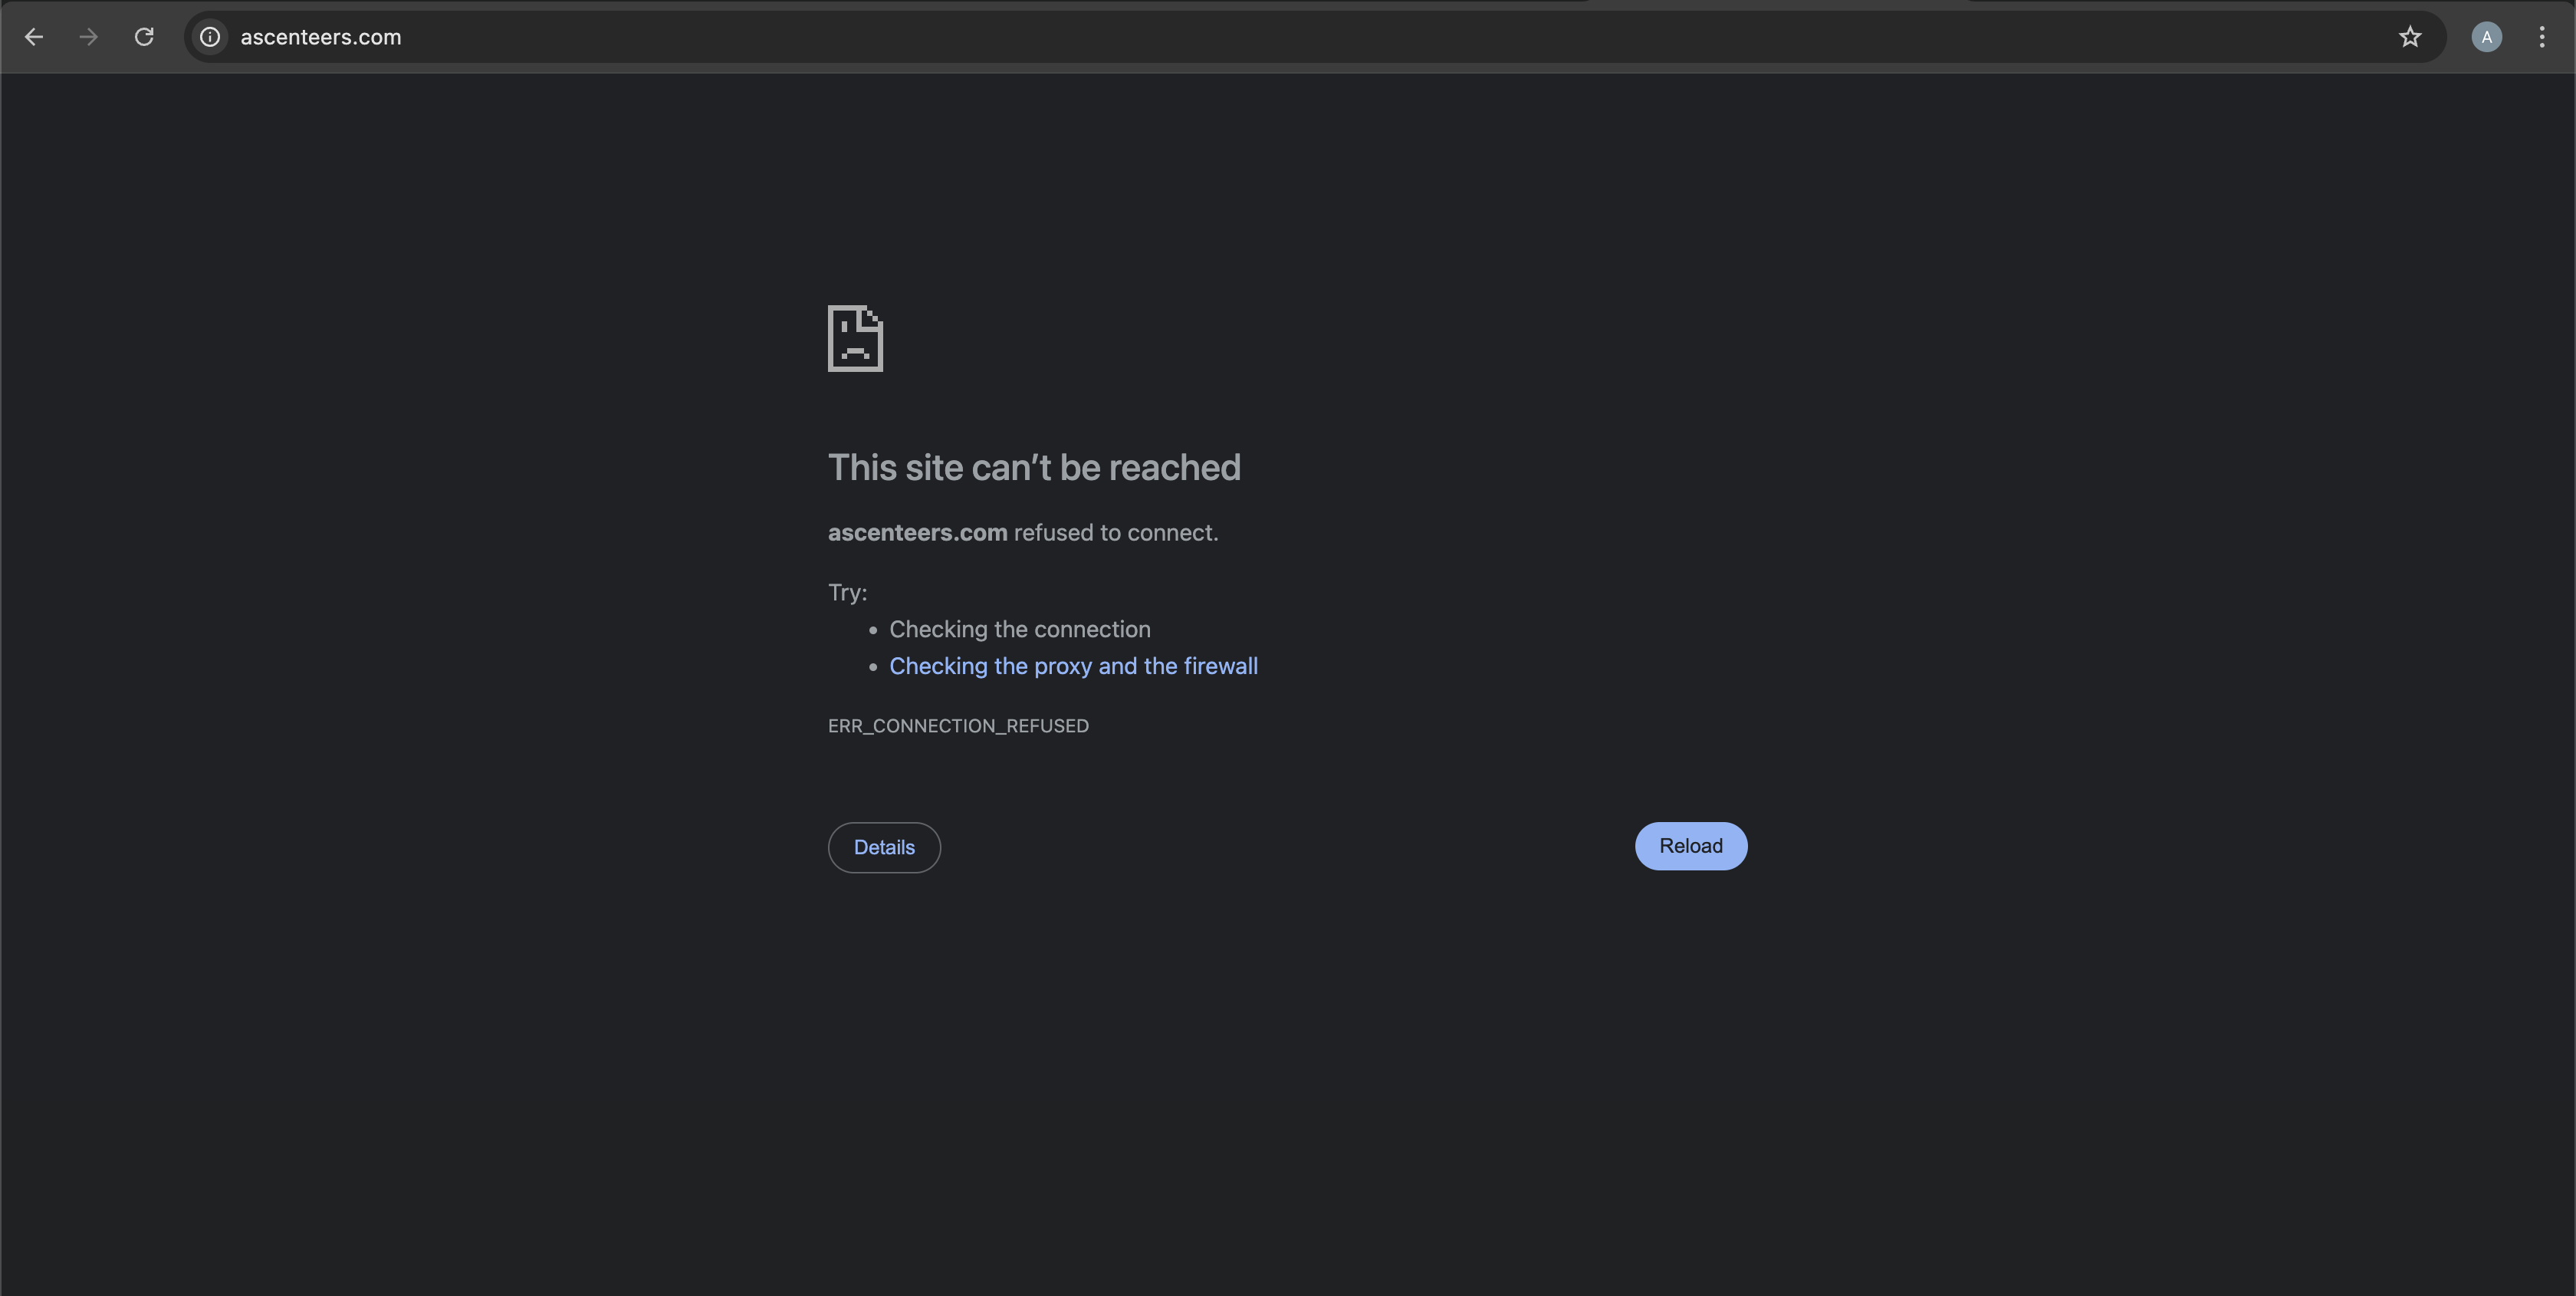 ascenteers.com
A
This site can’t be reached
ascenteers.com refused to connect.
Try:
• Checking the connection
• Checking the proxy and the firewall
ERR_CONNECTION_REFUSED
Details
Reload